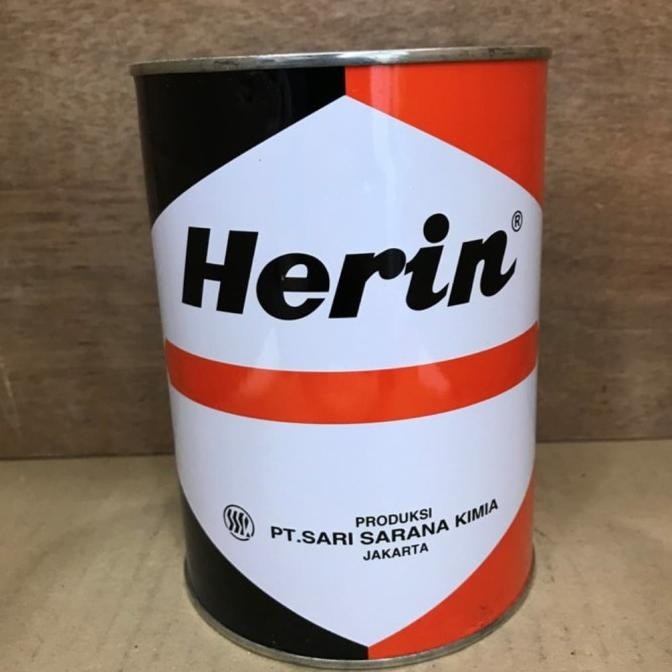 Herin®
PRODUKSI
PT.SARI SARANA KIMIA
JAKARTA